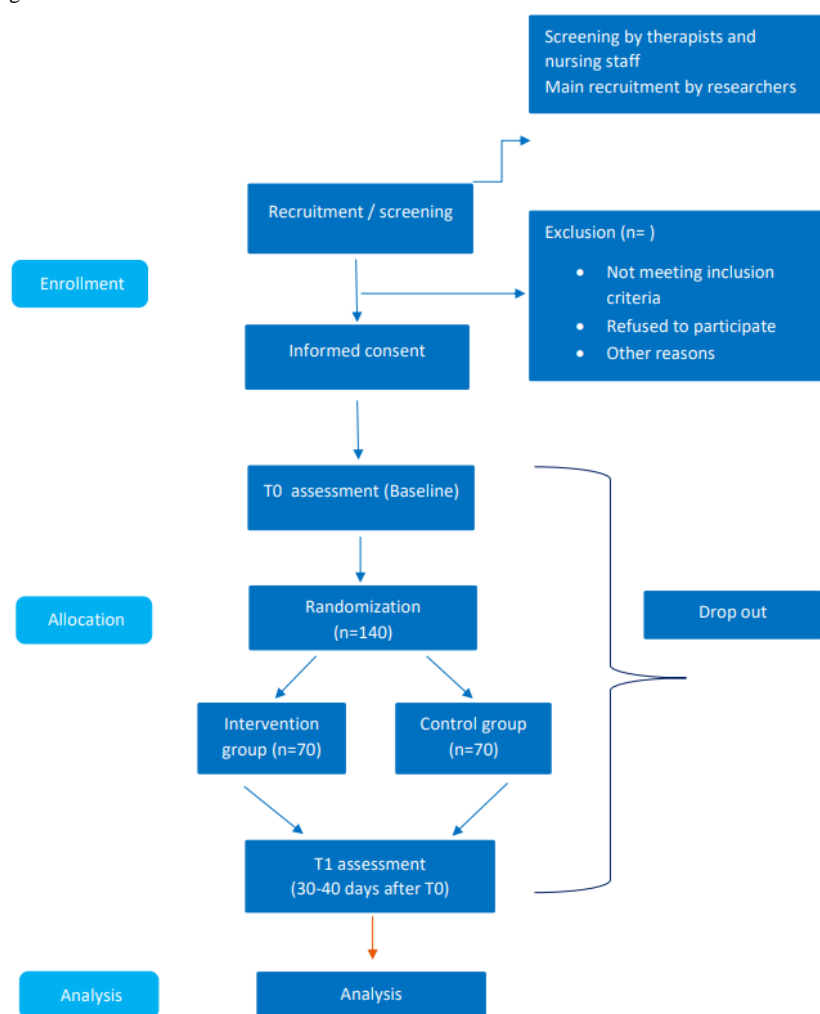 Screening by therapists and
nursing staff
Main recruitment by researchers
Recruitment / screening
Exclusion (n= )
• Not meeting inclusion
criteria
• Refused to participate
• Other reasons
Enrollment
Informed consent
T0 assessment (Baseline)
Randomization
(n=140)
Allocation
Drop out
Intervention
group (n=70)
Control group
(n=70)
T1 assessment
(30-40 days after T0)
Analysis
Analysis